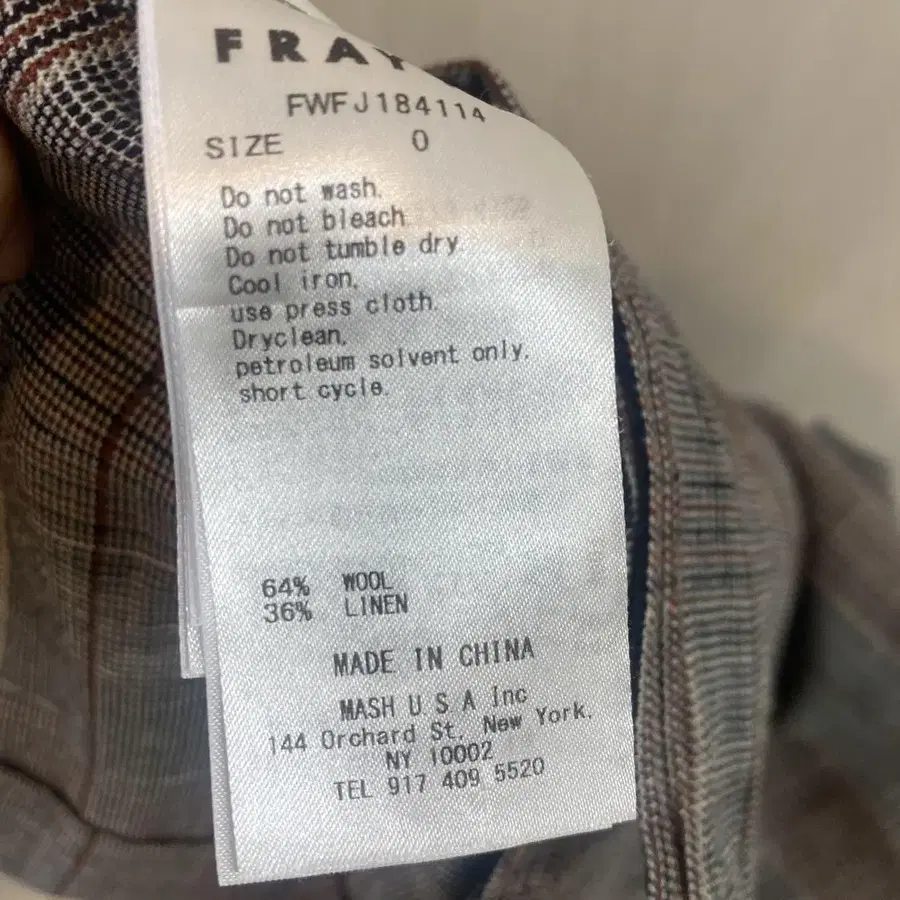 FRAY
FWFJ184114
SIZE 0
Do not wash.
Do not bleach
Do not tumble dry.
Cool iron.
use press cloth.
Dryclean.
petroleum solvent only.
short cycle.
64% WOOL
36% LINEN
MADE IN CHINA
MASH U S A Inc
144 Orchard St. New York.
NY 10002
TEL 917 409 5520